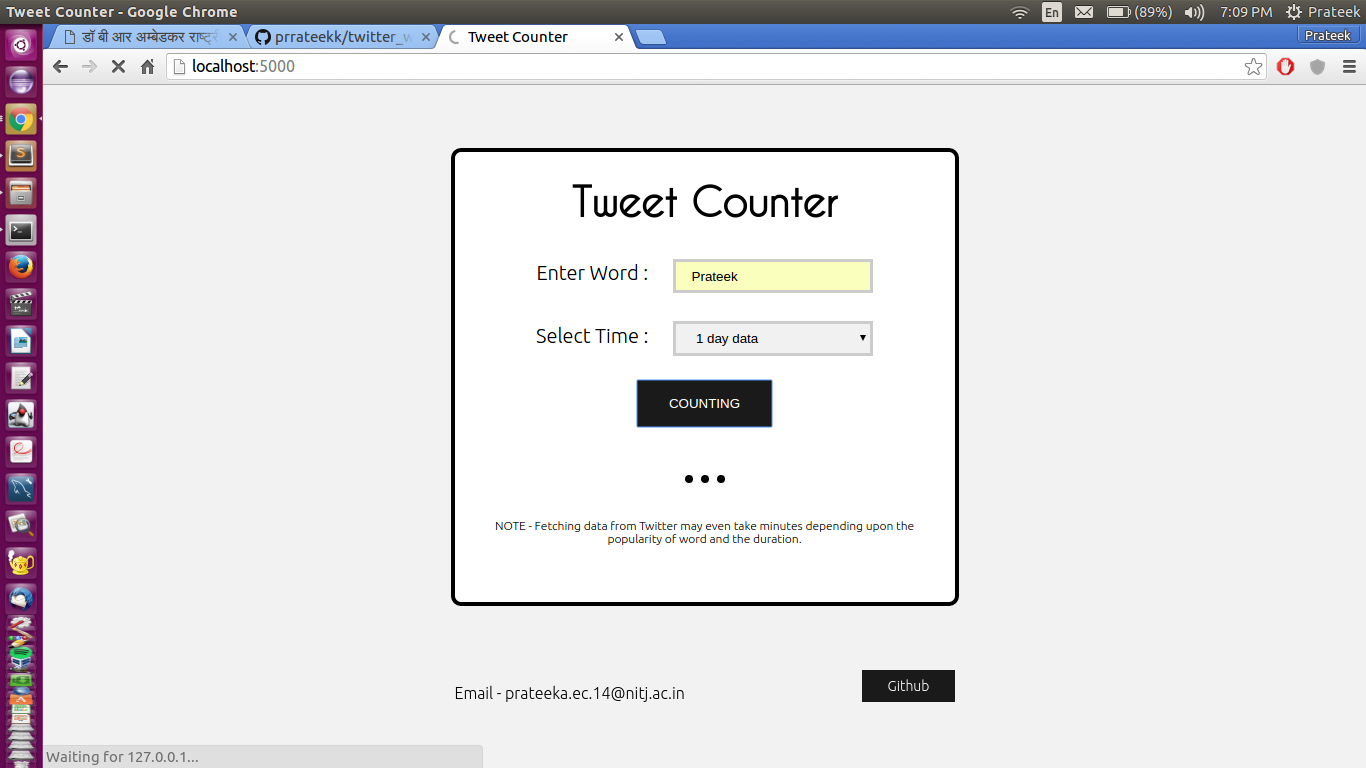 Tweet Counter - Google Chrome
En (89%) 7:09 PM Prateek
डॉ बी आर अम्बेडकर राष्ट्री prrateekk/twitter_w Tweet Counter Prateek
localhost:5000
Tweet Counter
Enter Word : Prateek
Select Time : 1 day data
COUNTING
NOTE - Fetching data from Twitter may even take minutes depending upon the
popularity of word and the duration.
Github
Email - prateeka.ec.14@nitj.ac.in
Waiting for 127.0.0.1...